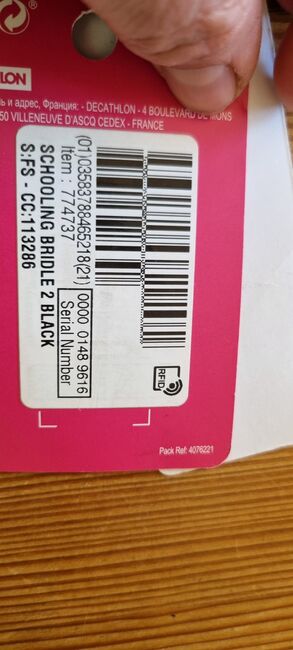 LON
ь и адрес, Франция: - DECATHLON - 4 BOULEVARD DE MONS
50 VILLENEUVE D'ASCQ CEDEX - FRANCE
(01)03583788465218(21)
Item : 774737
0000 0148 9616
Serial Number
SCHOOLING BRIDLE 2 BLACK
S:FS - CC:113286
RFID
Pack Ref: 4076221